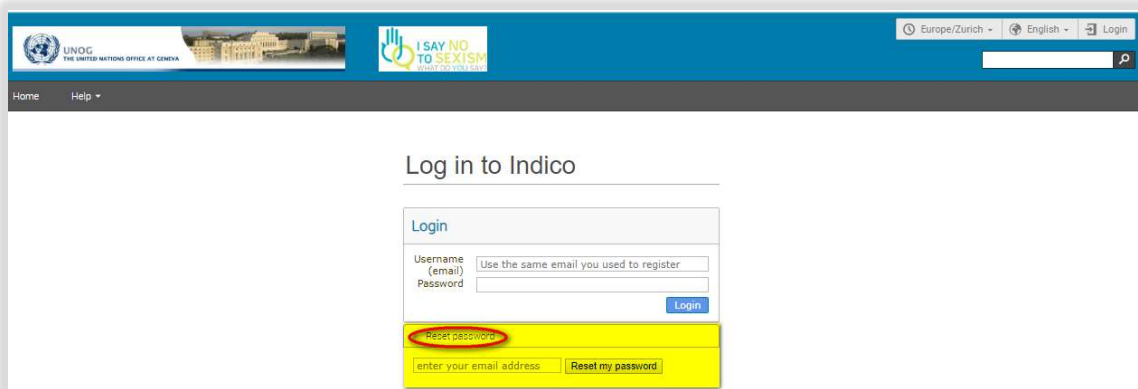 UNOG
THE UNITED NATIONS OFFICE AT GENEVA
I SAY NO
TO SEXISM
WHAT DO YOU SAY?
Europe/Zurich
English
Login
Home
Help
Log in to Indico
Login
Username
(email)
Use the same email you used to register
Password
Login
Reset password
enter your email address
Reset my password